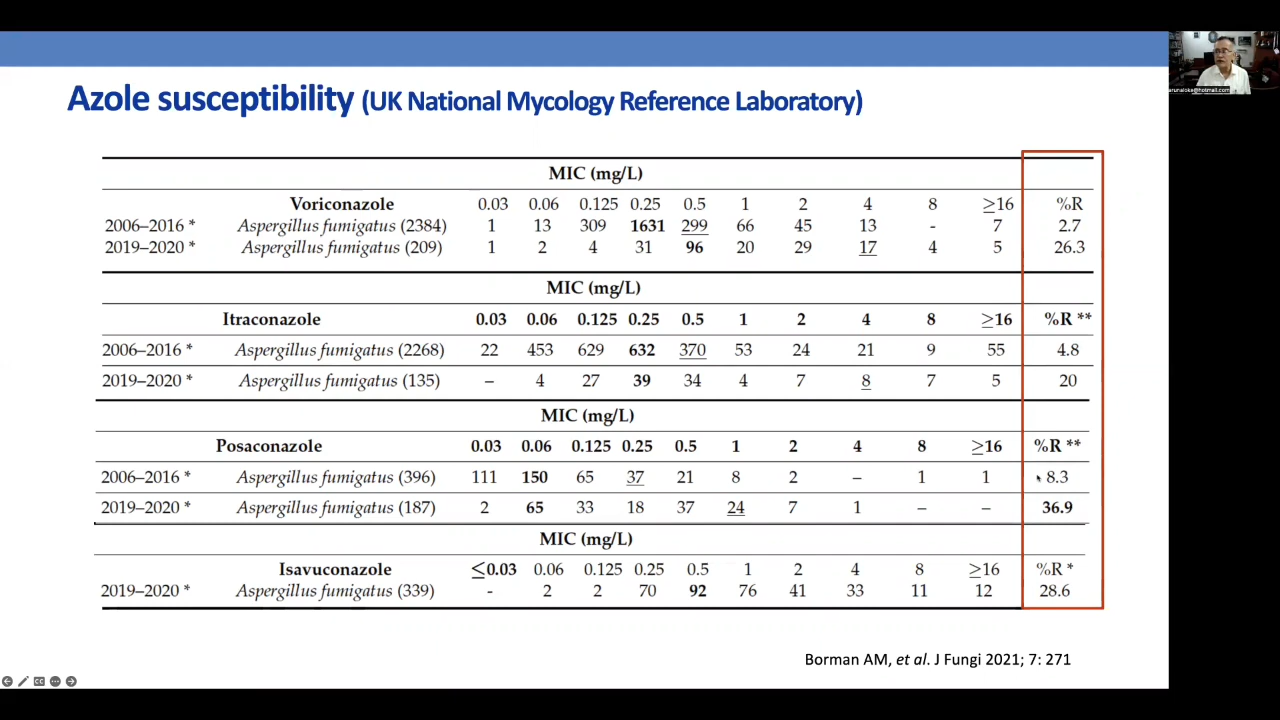 Azole susceptibility (UK National Mycology Reference Laboratory)
MIC (mg/L)
Voriconazole 0.03 0.06 0.125 0.25 0.5 1 2 4 8 ≥16 %R
2006–2016 * Aspergillus fumigatus (2384) 1 13 309 1631 299 66 45 13 - 7 2.7
2019–2020 * Aspergillus fumigatus (209) 1 2 4 31 96 20 29 17 4 5 26.3
MIC (mg/L)
Itraconazole 0.03 0.06 0.125 0.25 0.5 1 2 4 8 ≥16 %R **
2006–2016 * Aspergillus fumigatus (2268) 22 453 629 632 370 53 24 21 9 55 4.8
2019–2020 * Aspergillus fumigatus (135) – 4 27 39 34 4 7 8 7 5 20
MIC (mg/L)
Posaconazole 0.03 0.06 0.125 0.25 0.5 1 2 4 8 ≥16 %R **
2006–2016 * Aspergillus fumigatus (396) 111 150 65 37 21 8 2 – 1 1 8.3
2019–2020 * Aspergillus fumigatus (187) 2 65 33 18 37 24 7 1 – – 36.9
MIC (mg/L)
Isavuconazole ≤0.03 0.06 0.125 0.25 0.5 1 2 4 8 ≥16 %R *
2019–2020 * Aspergillus fumigatus (339) - 2 2 70 92 76 41 33 11 12 28.6
Borman AM, et al. J Fungi 2021; 7: 271
arunaloke@hotmail.com